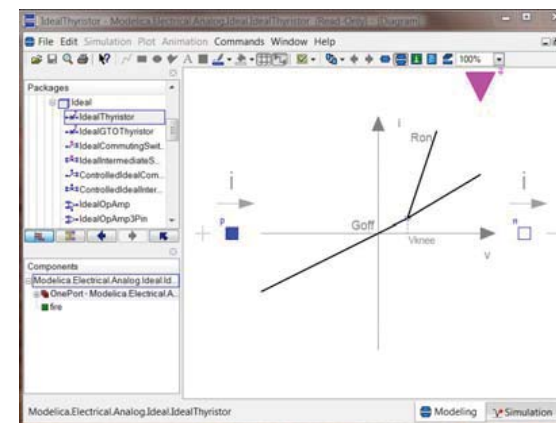 IdealThyristor - Modelica.Electrical.Analog.Ideal.IdealThyristor (Read-Only) - [Diagram]
File Edit Simulation Plot Animation Commands Window Help
100%
Packages
Ideal
IdealThyristor
IdealGTOThyristor
IdealCommutingSwit..
IdealIntermediateS..
ControlledIdealCom..
ControlledIdealInter..
IdealOpAmp
IdealOpAmp3Pin
Components
Modelica.Electrical.Analog.Ideal.Id..
OnePort - Modelica.Electrical.A..
fire
i
Ron
i
i
p
Goff
n
Vknee
v
Modelica.Electrical.Analog.Ideal.IdealThyristor
Modeling
Simulation